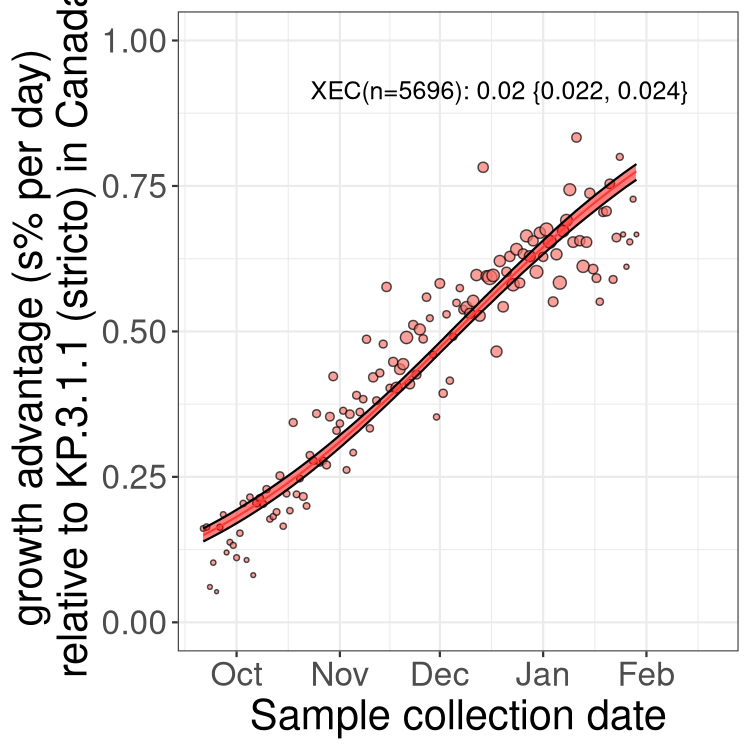 growth advantage (s% per day)
relative to KP.3.1.1 (stricto) in Canada
1.00
0.75
0.50
0.25
0.00
XEC(n=5696): 0.02 {0.022, 0.024}
Oct Nov Dec Jan Feb
Sample collection date